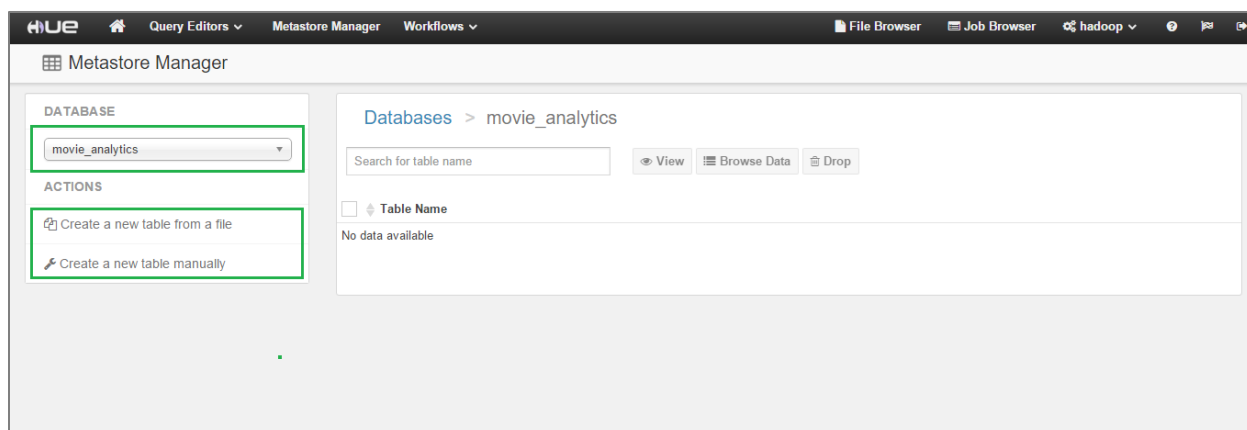 HUE Query Editors Metastore Manager Workflows File Browser Job Browser hadoop
Metastore Manager
DATABASE
movie_analytics
ACTIONS
Create a new table from a file
Create a new table manually
Databases > movie_analytics
Search for table name View Browse Data Drop
Table Name
No data available